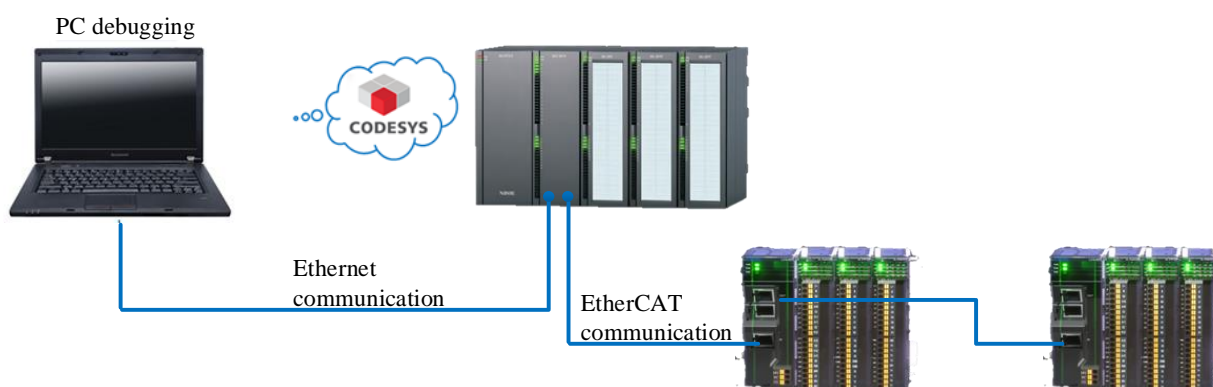 PC debugging
CODESYS
Ethernet
communication
EtherCAT
communication